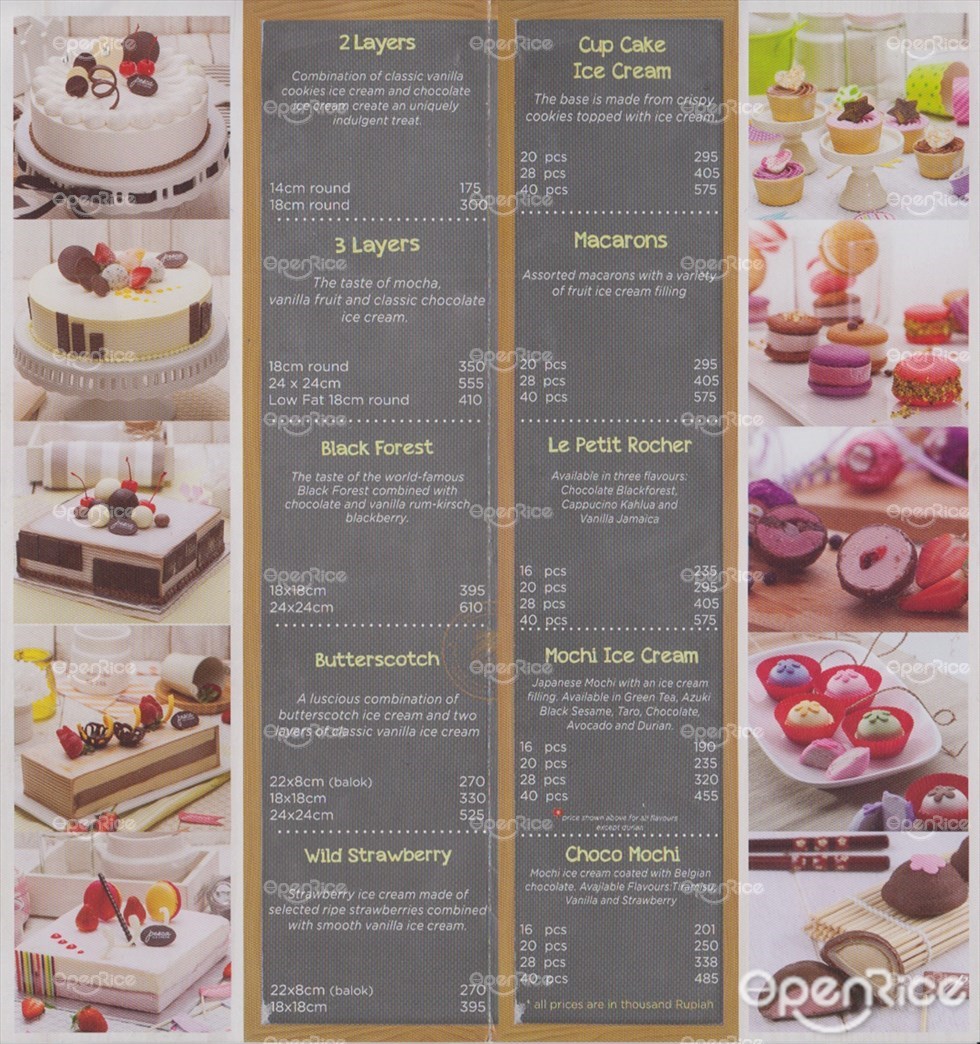 2 Layers
Combination of classic vanilla
cookies ice cream and chocolate
ice cream create an uniquely
indulgent treat.
14cm round 175
18cm round 300
3 Layers
The taste of mocha,
vanilla fruit and classic chocolate
ice cream.
18cm round 350
24 x 24cm 555
Low Fat 18cm round 410
Black Forest
The taste of the world-famous
Black Forest combined with
chocolate and vanilla rum-kirsch
blackberry.
18x18cm 395
24x24cm 610
Butterscotch
A luscious combination of
butterscotch ice cream and two
layers of classic vanilla ice cream
22x8cm (balok) 270
18x18cm 330
24x24cm 525
Wild Strawberry
Strawberry ice cream made of
selected ripe strawberries combined
with smooth vanilla ice cream.
22x8cm (balok) 270
18x18cm 395
Cup Cake
Ice Cream
The base is made from crispy
cookies topped with ice cream
20 pcs 295
28 pcs 405
40 pcs 575
Macarons
Assorted macarons with a variety
of fruit ice cream filling
20 pcs 295
28 pcs 405
40 pcs 575
Le Petit Rocher
Available in three flavours:
Chocolate Blackforest,
Cappucino Kahlua and
Vanilla Jamaica
16 pcs 235
20 pcs 295
28 pcs 405
40 pcs 575
Mochi Ice Cream
Japanese Mochi with an ice cream
filling. Available in Green Tea, Azuki
Black Sesame, Taro, Chocolate,
Avocado and Durian.
16 pcs 190
20 pcs 235
28 pcs 320
40 pcs 455
price shown above for all flavours
except durian
Choco Mochi
Mochi ice cream coated with Belgian
chocolate. Available Flavours:Tiramisu,
Vanilla and Strawberry
16 pcs 201
20 pcs 250
28 pcs 338
40 pcs 485
* all prices are in thousand Rupiah
OpenRice